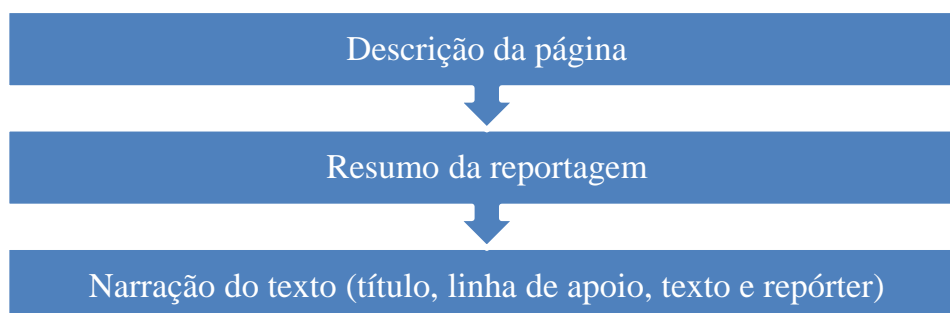 Descrição da página
Resumo da reportagem
Narração do texto (título, linha de apoio, texto e repórter)